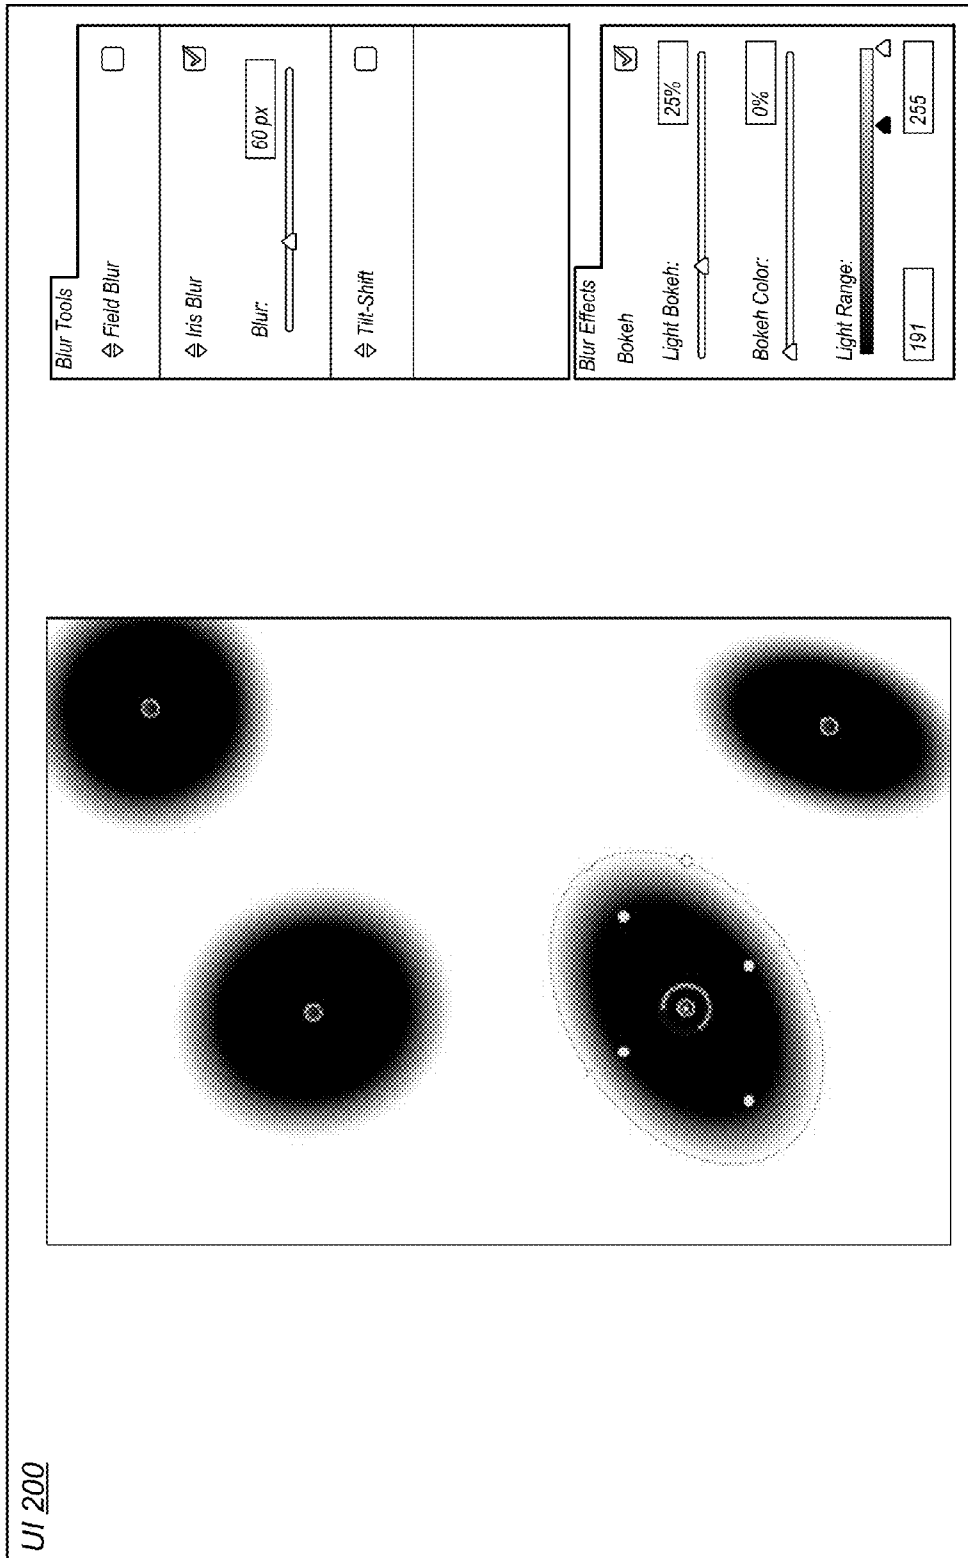 UI 200
Blur Tools
Field Blur
Iris Blur
Blur: 60 px
Tilt-Shift
Blur Effects
Bokeh
Light Bokeh: 25%
Bokeh Color: 0%
Light Range:
191 255